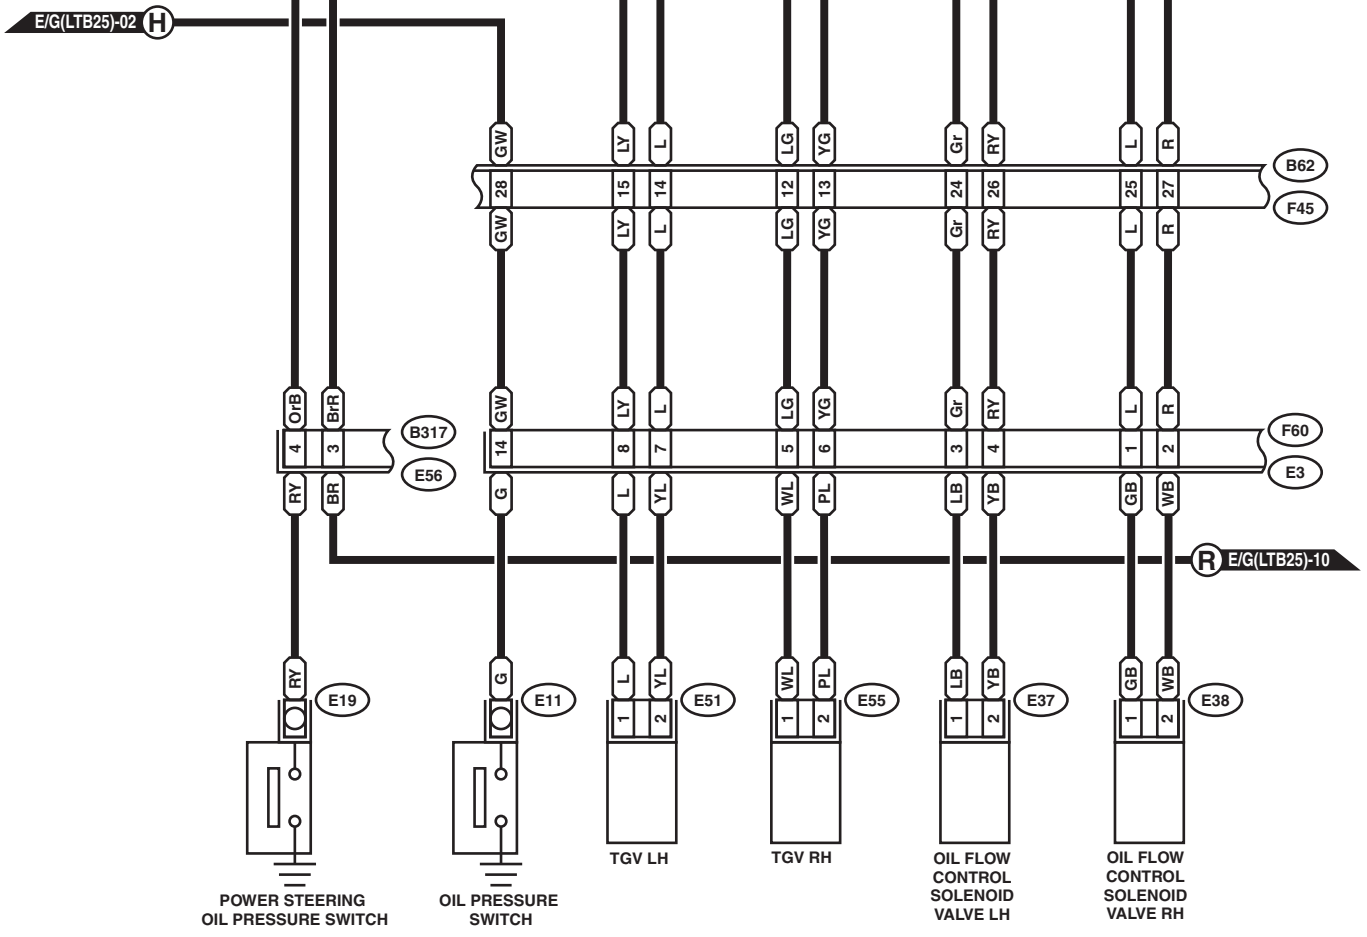 E/G(LTB25)-02 H
GW LY L LG YG Gr RY L R
B62
28 15 14 12 13 24 26 25 27
F45
GW LY L LG YG Gr RY L R
OrB BrR GW LY L LG YG Gr RY L R
B317 F60
4 3 14 8 7 5 6 3 4 1 2
E56 E3
RY BR G L YL WL PL LB YB GB WB
R E/G(LTB25)-10
RY G L YL WL PL LB YB GB WB
E19 E11 E51 E55 E37 E38
1 2 1 2 1 2 1 2
POWER STEERING
OIL PRESSURE SWITCH
OIL PRESSURE
SWITCH
TGV LH
TGV RH
OIL FLOW
CONTROL
SOLENOID
VALVE LH
OIL FLOW
CONTROL
SOLENOID
VALVE RH